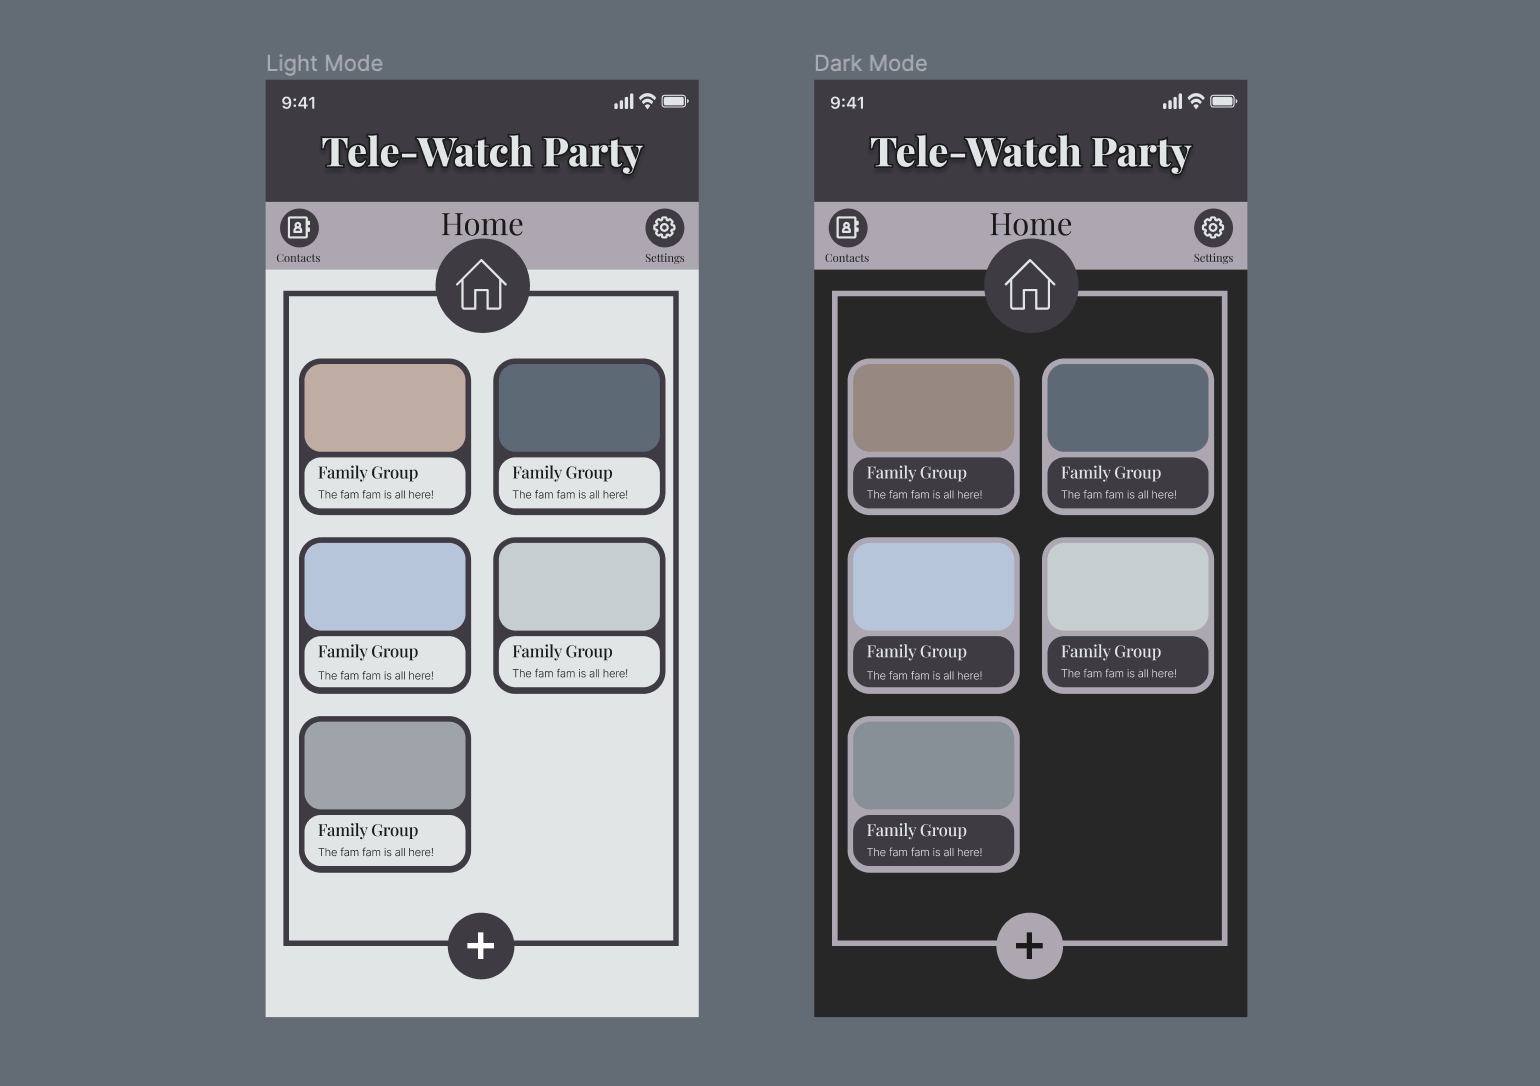 Light Mode
9:41
Tele-Watch Party
Home
Contacts
Settings
Family Group
The fam fam is all here!
Family Group
The fam fam is all here!
Family Group
The fam fam is all here!
Family Group
The fam fam is all here!
Family Group
The fam fam is all here!
+
Dark Mode
9:41
Tele-Watch Party
Home
Contacts
Settings
Family Group
The fam fam is all here!
Family Group
The fam fam is all here!
Family Group
The fam fam is all here!
Family Group
The fam fam is all here!
Family Group
The fam fam is all here!
+